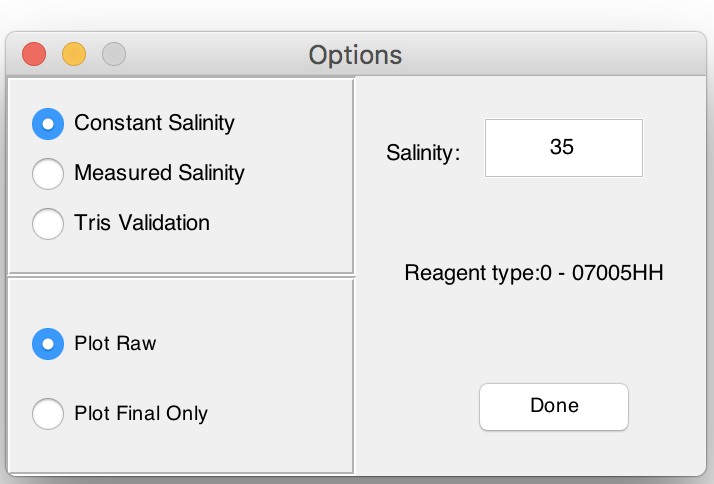 Options
Constant Salinity
Measured Salinity
Tris Validation
Plot Raw
Plot Final Only
Salinity:
35
Reagent type:0 - 07005HH
Done